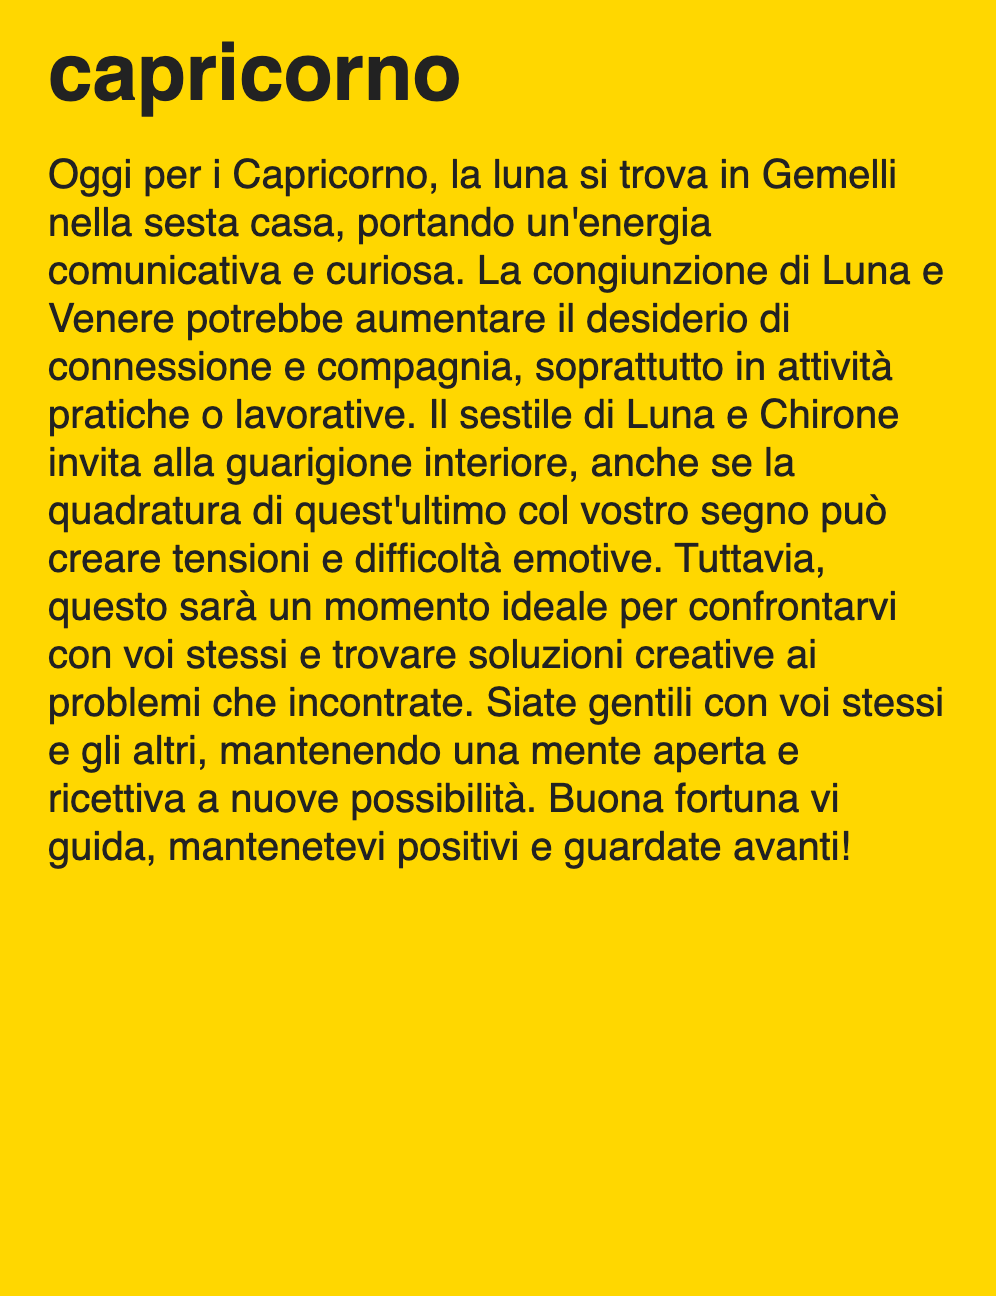 capricorno
Oggi per i Capricorno, la luna si trova in Gemelli
nella sesta casa, portando un'energia
comunicativa e curiosa. La congiunzione di Luna e
Venere potrebbe aumentare il desiderio di
connessione e compagnia, soprattutto in attività
pratiche o lavorative. Il sestile di Luna e Chirone
invita alla guarigione interiore, anche se la
quadratura di quest'ultimo col vostro segno può
creare tensioni e difficoltà emotive. Tuttavia,
questo sarà un momento ideale per confrontarvi
con voi stessi e trovare soluzioni creative ai
problemi che incontrate. Siate gentili con voi stessi
e gli altri, mantenendo una mente aperta e
ricettiva a nuove possibilità. Buona fortuna vi
guida, mantenetevi positivi e guardate avanti!